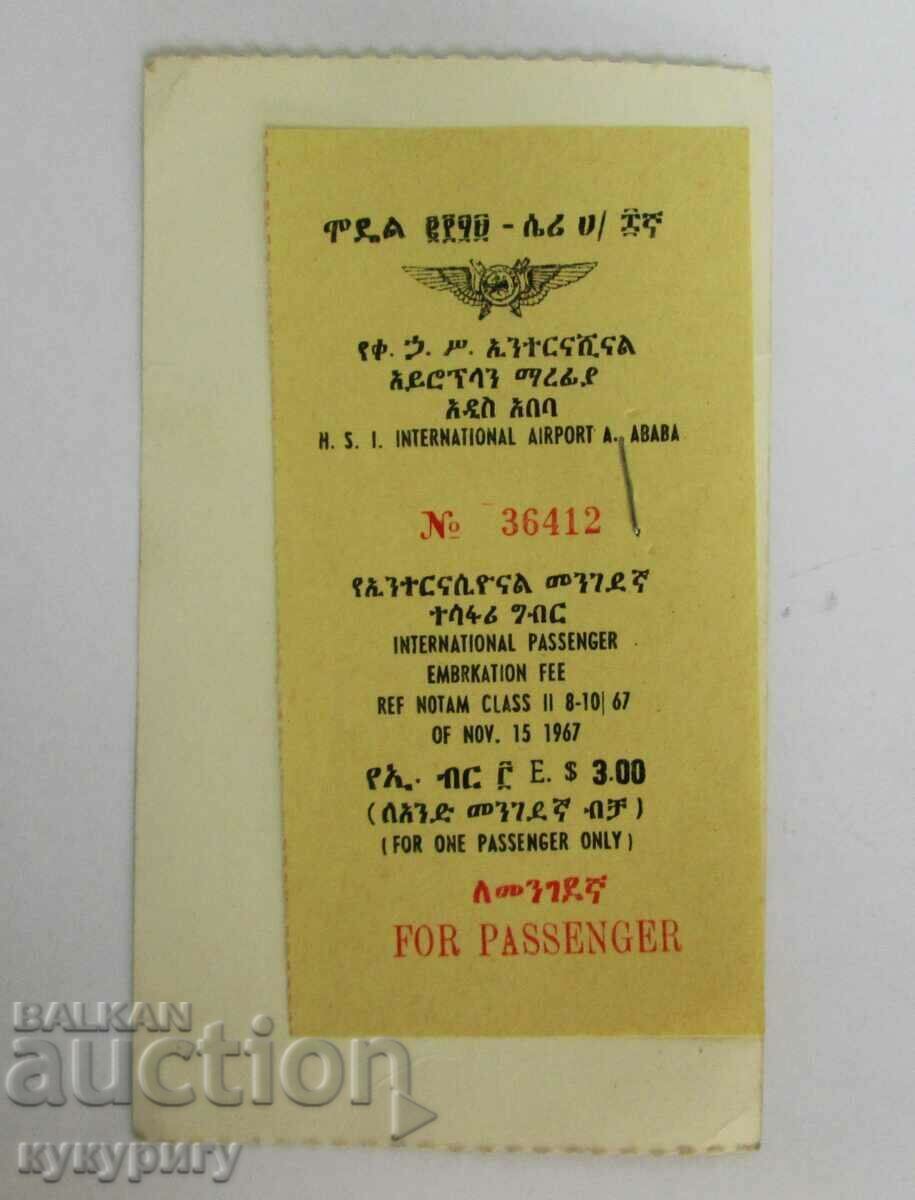 ሞዴል ፪፻፺፬ - ሴሪ ሀ/ ፰ኛ
የቀ. ኃ. ሥ. ኢንተርናሺናል
አይሮፕላን ማረፊያ
አዲስ አበባ
H. S. I. INTERNATIONAL AIRPORT A. ABABA
№ 36412
የኢንተርናሲዮናል መንገደኛ
ተሳፋሪ ግብር
INTERNATIONAL PASSENGER
EMBRKATION FEE
REF NOTAM CLASS II 8-10| 67
OF NOV. 15 1967
የኢ. ብር ፫ E. $ 3.00
(ለአንድ መንገደኛ ብቻ)
(FOR ONE PASSENGER ONLY)
ለመንገደኛ
FOR PASSENGER
BALKAN
auction
кукуригу